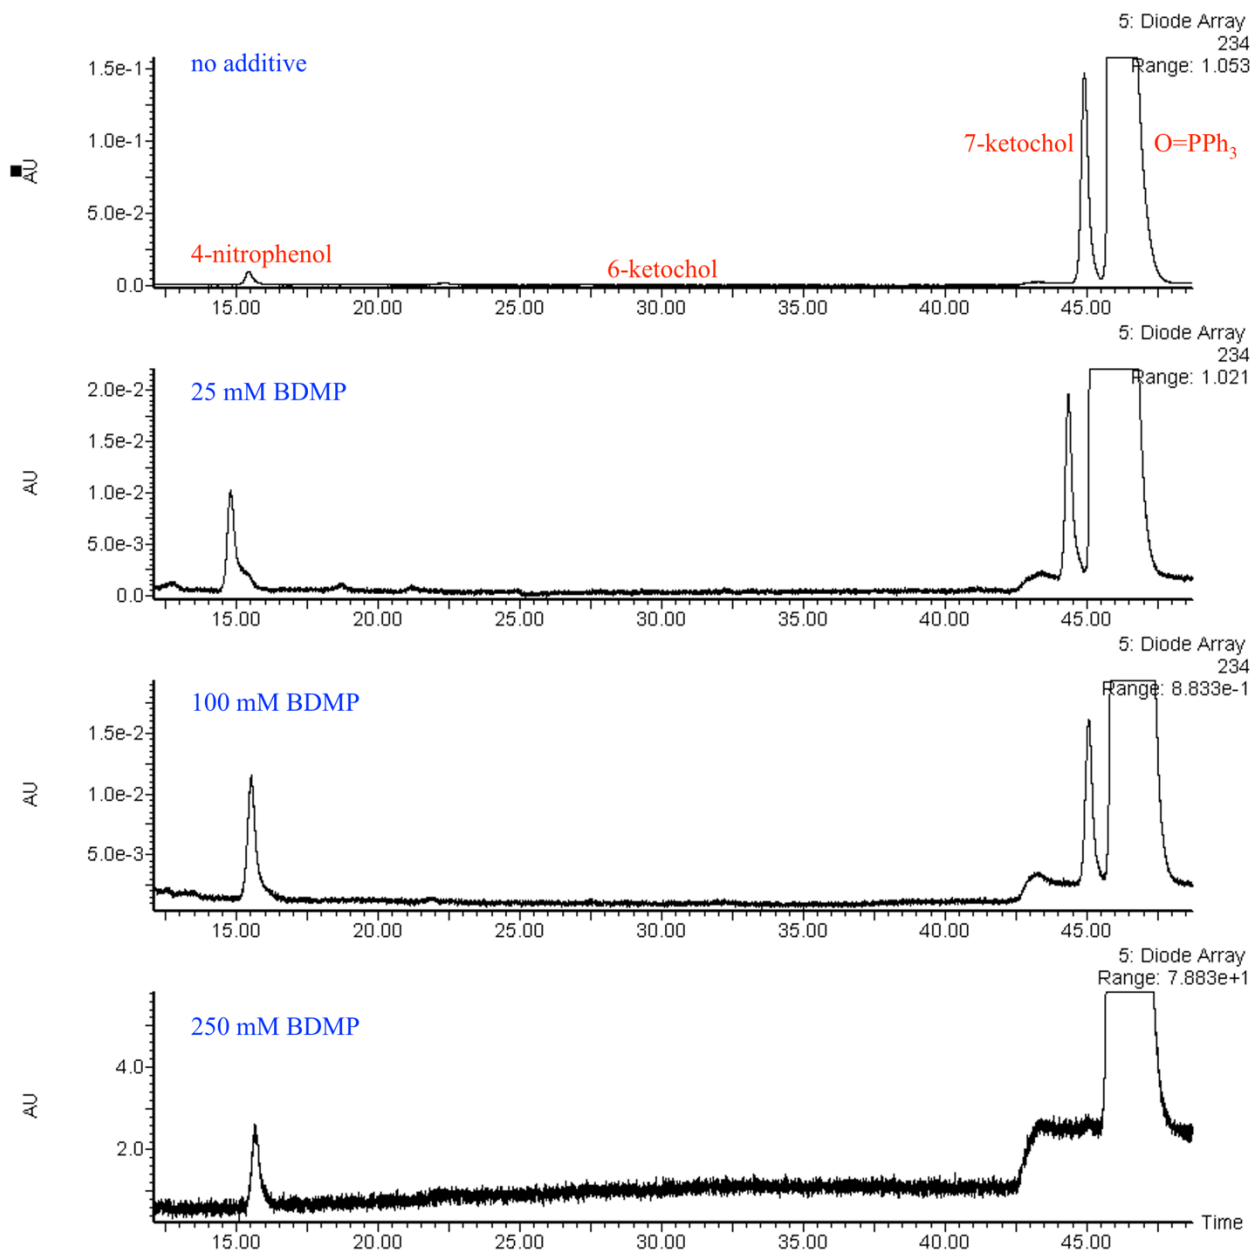 5: Diode Array
234
Range: 1.053
no additive
1.5e-1
1.0e-1
7-ketochol
O=PPh3
AU
5.0e-2
4-nitrophenol
6-ketochol
0.0
15.00 20.00 25.00 30.00 35.00 40.00 45.00
5: Diode Array
234
Range: 1.021
2.0e-2
25 mM BDMP
1.5e-2
AU
1.0e-2
5.0e-3
0.0
15.00 20.00 25.00 30.00 35.00 40.00 45.00
5: Diode Array
234
Range: 8.833e-1
100 mM BDMP
1.5e-2
AU
1.0e-2
5.0e-3
15.00 20.00 25.00 30.00 35.00 40.00 45.00
5: Diode Array
Range: 7.883e+1
250 mM BDMP
4.0
AU
2.0
Time
15.00 20.00 25.00 30.00 35.00 40.00 45.00